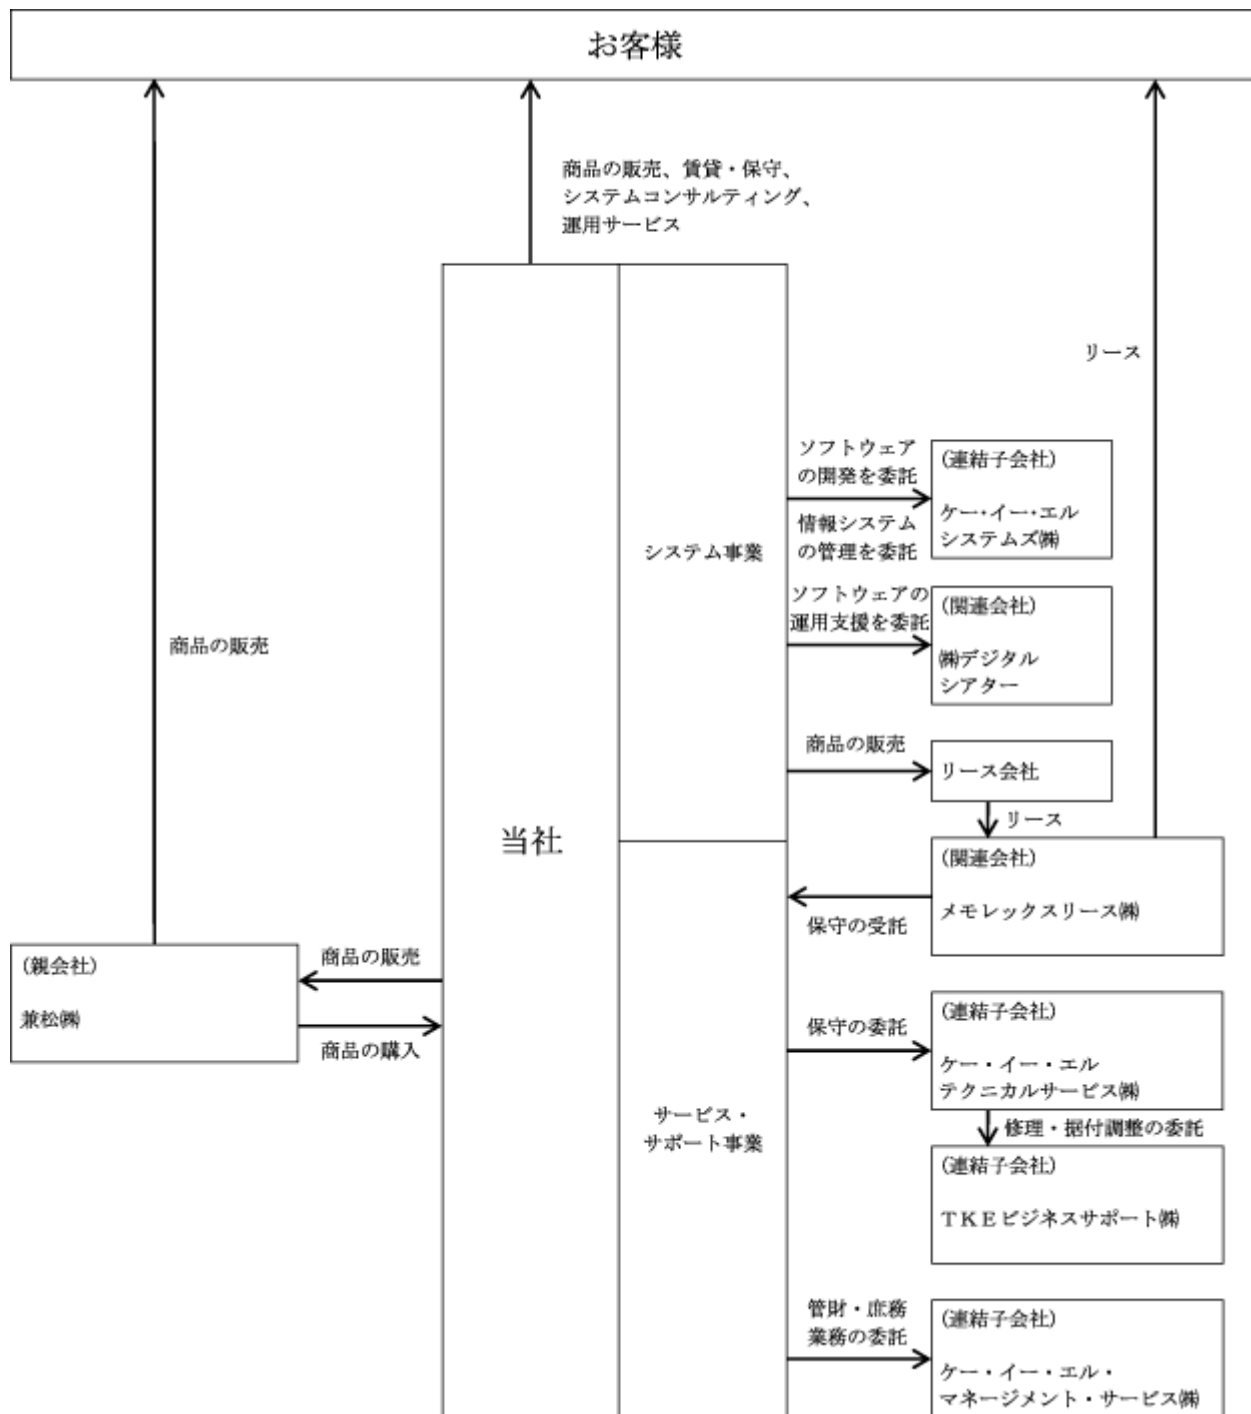 お客様
商品の販売、賃貸・保守、
システムコンサルティング、
運用サービス
リース
ソフトウェア
の開発を委託
(連結子会社)
ケー・イー・エル
システムズ㈱
情報システム
の管理を委託
システム事業
ソフトウェアの
運用支援を委託
(関連会社)
㈱デジタル
シアター
商品の販売
商品の販売
リース会社
リース
当社
(関連会社)
メモレックスリース㈱
保守の受託
(親会社)
兼松㈱
商品の販売
商品の購入
保守の委託
(連結子会社)
ケー・イー・エル
テクニカルサービス㈱
サービス・
サポート事業
修理・据付調整の委託
(連結子会社)
ＴＫＥビジネスサポート㈱
管財・庶務
業務の委託
(連結子会社)
ケー・イー・エル・
マネージメント・サービス㈱